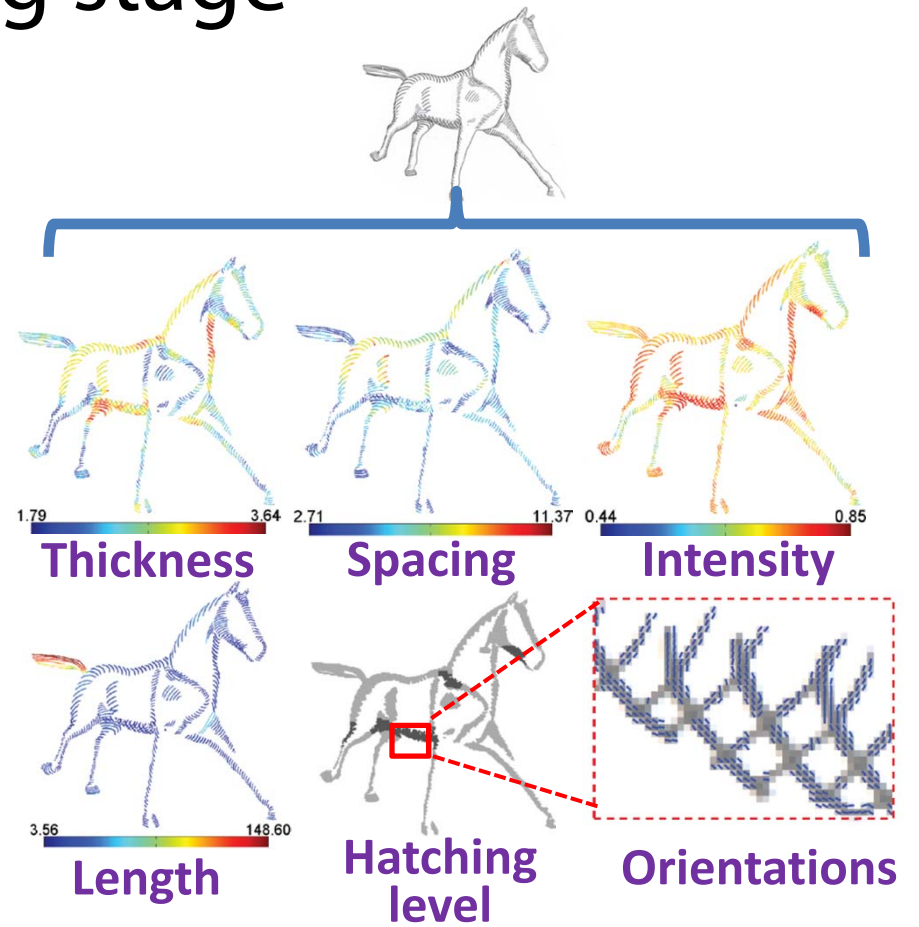 g stage
1.79 3.64
2.71 11.37
0.44 0.85
Thickness
Spacing
Intensity
3.56 148.60
Length
Hatching
level
Orientations